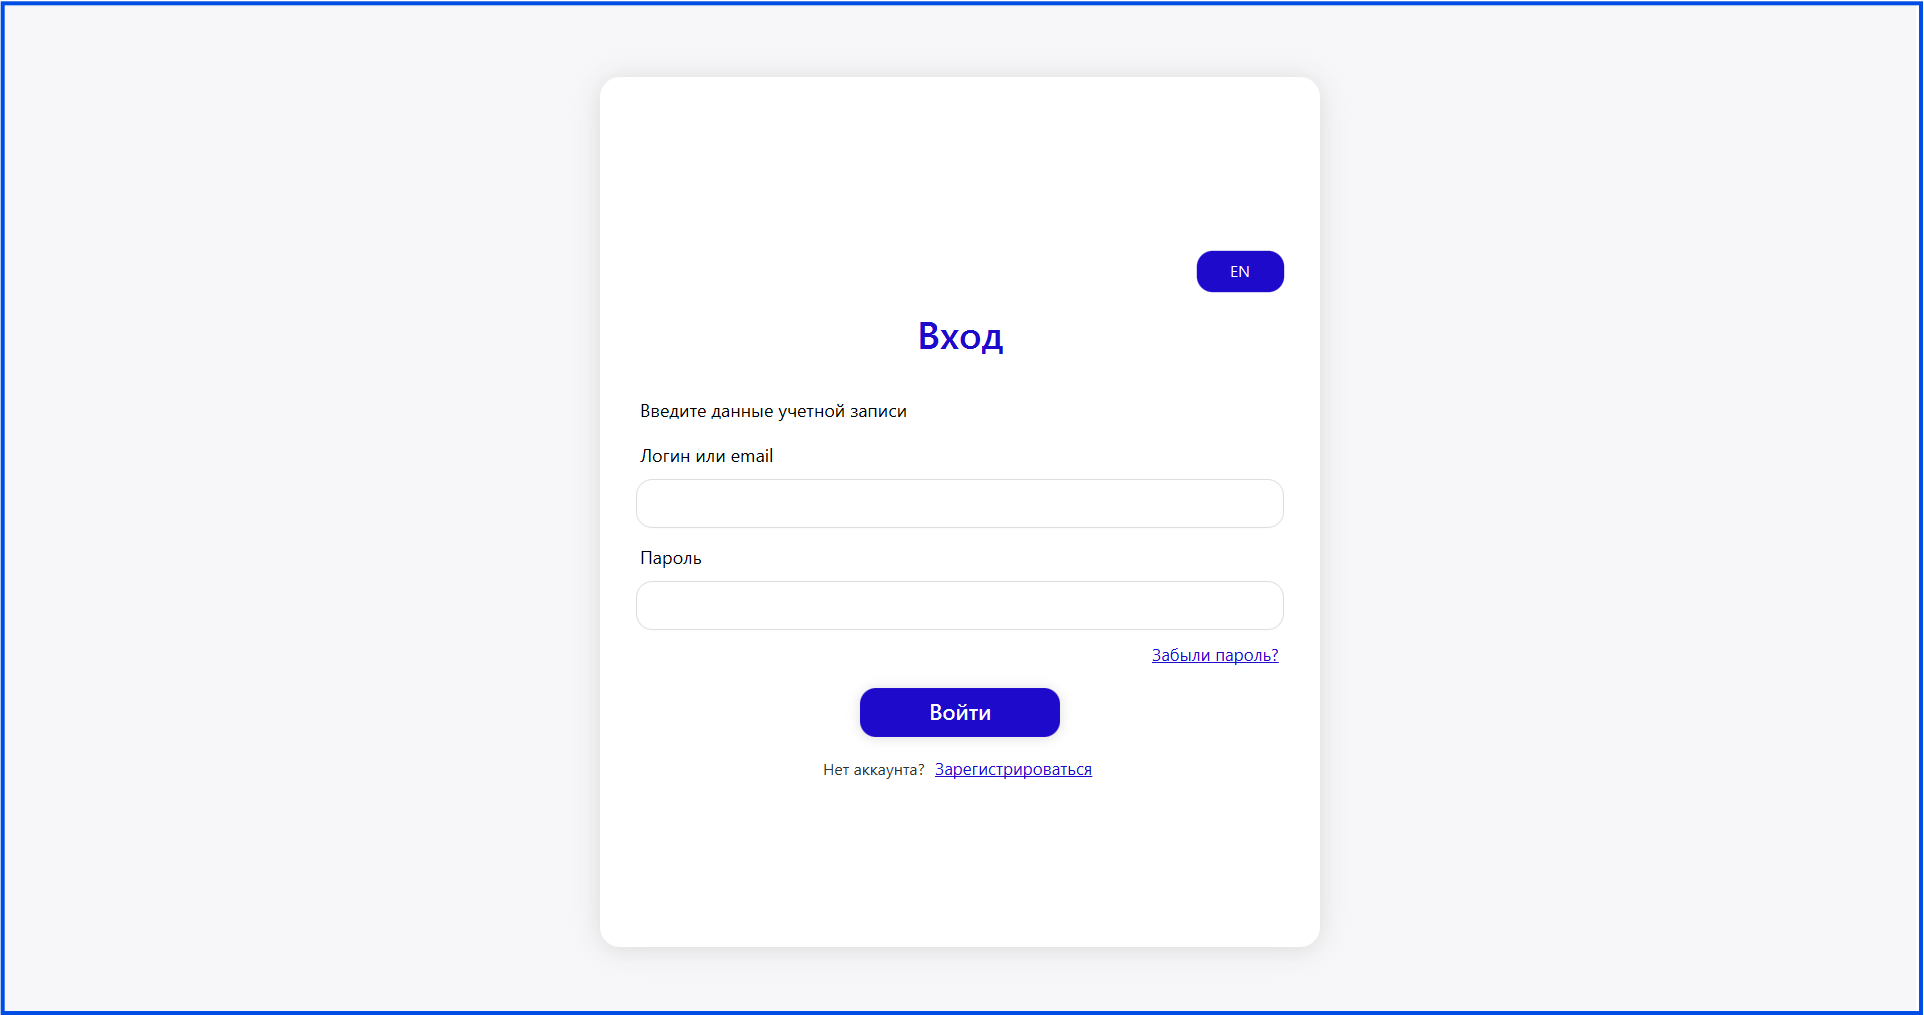 EN
Вход
Введите данные учетной записи
Логин или email
Пароль
Забыли пароль?
Войти
Нет аккаунта? Зарегистрироваться